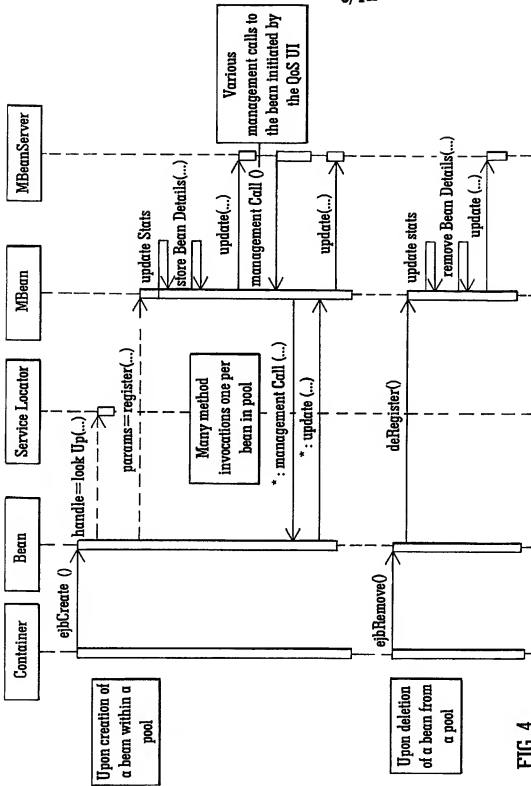 Container
Bean
Service Locator
MBean
MBeanServer
Upon creation of
a bean within a
pool
ejbCreate ()
handle=look Up(...)
params=register(...)
update Stats
store Bean Details(...)
update(...)
management Call ()
Various
management calls to
the bean initiated by
the QoS UI
Many method
invocations one per
bean in pool
*: management Call (...)
*: update (...)
update(...)
Upon deletion
of a bean from
a pool
ejbRemove()
deRegister()
update stats
remove Bean Details(...)
update (...)
FIG. 4